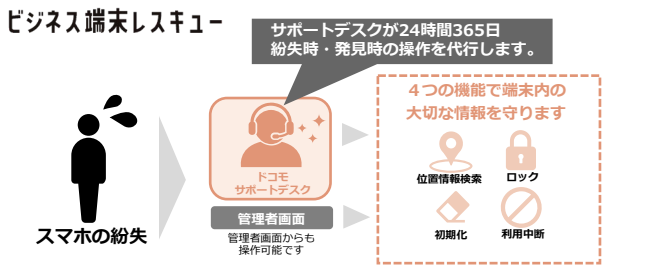 ビジネス端末レスキュー
サポートデスクが24時間365日
紛失時・発見時の操作を代行します。
4つの機能で端末内の
大切な情報を守ります
位置情報検索
ロック
初期化
利用中断
ドコモ
サポートデスク
管理者画面
管理者画面からも
操作可能です
スマホの紛失